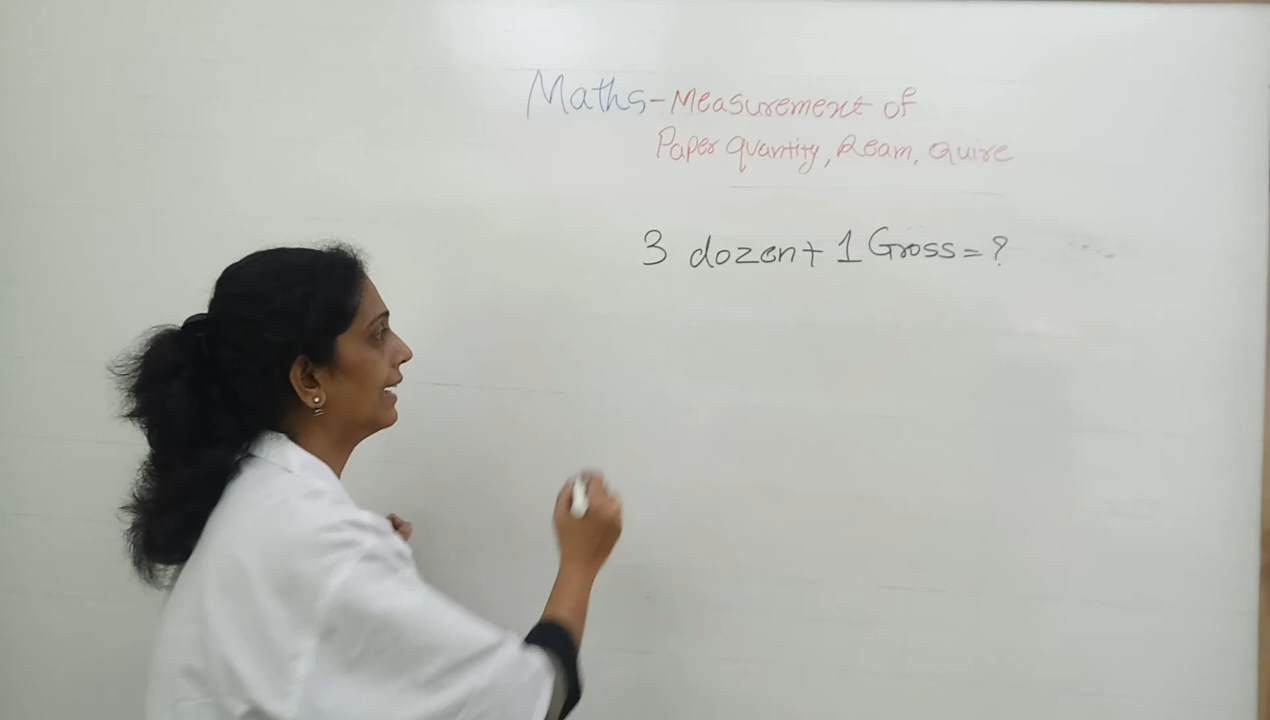 Maths-Measurement of
Paper quantity, Ream, Quire
3 dozen+ 1 Gross=?